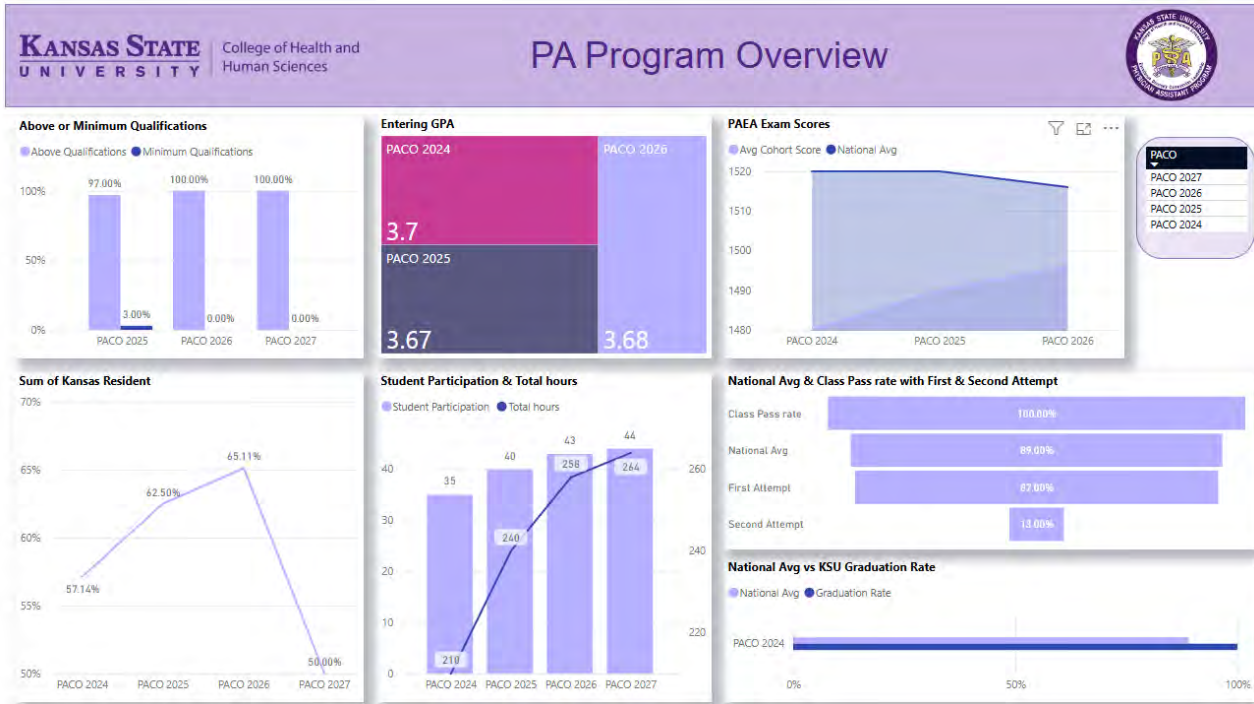 KANSAS STATE
UNIVERSITY
College of Health and
Human Sciences
PA Program Overview
KANSAS STATE UNIVERSITY
PA
PHYSICIAN ASSISTANT PROGRAM
Above or Minimum Qualifications
Above Qualifications Minimum Qualifications
100%
50%
0%
97.00%
3.00%
100.00%
0.00%
100.00%
0.00%
PACO 2025 PACO 2026 PACO 2027
Entering GPA
PACO 2024
3.7
PACO 2025
3.67
PACO 2026
3.68
PAEA Exam Scores
Avg Cohort Score National Avg
1520
1510
1500
1490
1480
PACO 2024 PACO 2025 PACO 2026
PACO
PACO 2027
PACO 2026
PACO 2025
PACO 2024
Sum of Kansas Resident
70%
65%
60%
55%
50%
57.14%
62.50%
65.11%
50.00%
PACO 2024 PACO 2025 PACO 2026 PACO 2027
Student Participation & Total hours
Student Participation Total hours
40
30
20
10
0
35
40
43
44
210
240
258
264
260
240
220
PACO 2024 PACO 2025 PACO 2026 PACO 2027
National Avg & Class Pass rate with First & Second Attempt
Class Pass rate 100.00%
National Avg 89.00%
First Attempt 87.00%
Second Attempt 13.00%
National Avg vs KSU Graduation Rate
National Avg Graduation Rate
PACO 2024
0% 50% 100%